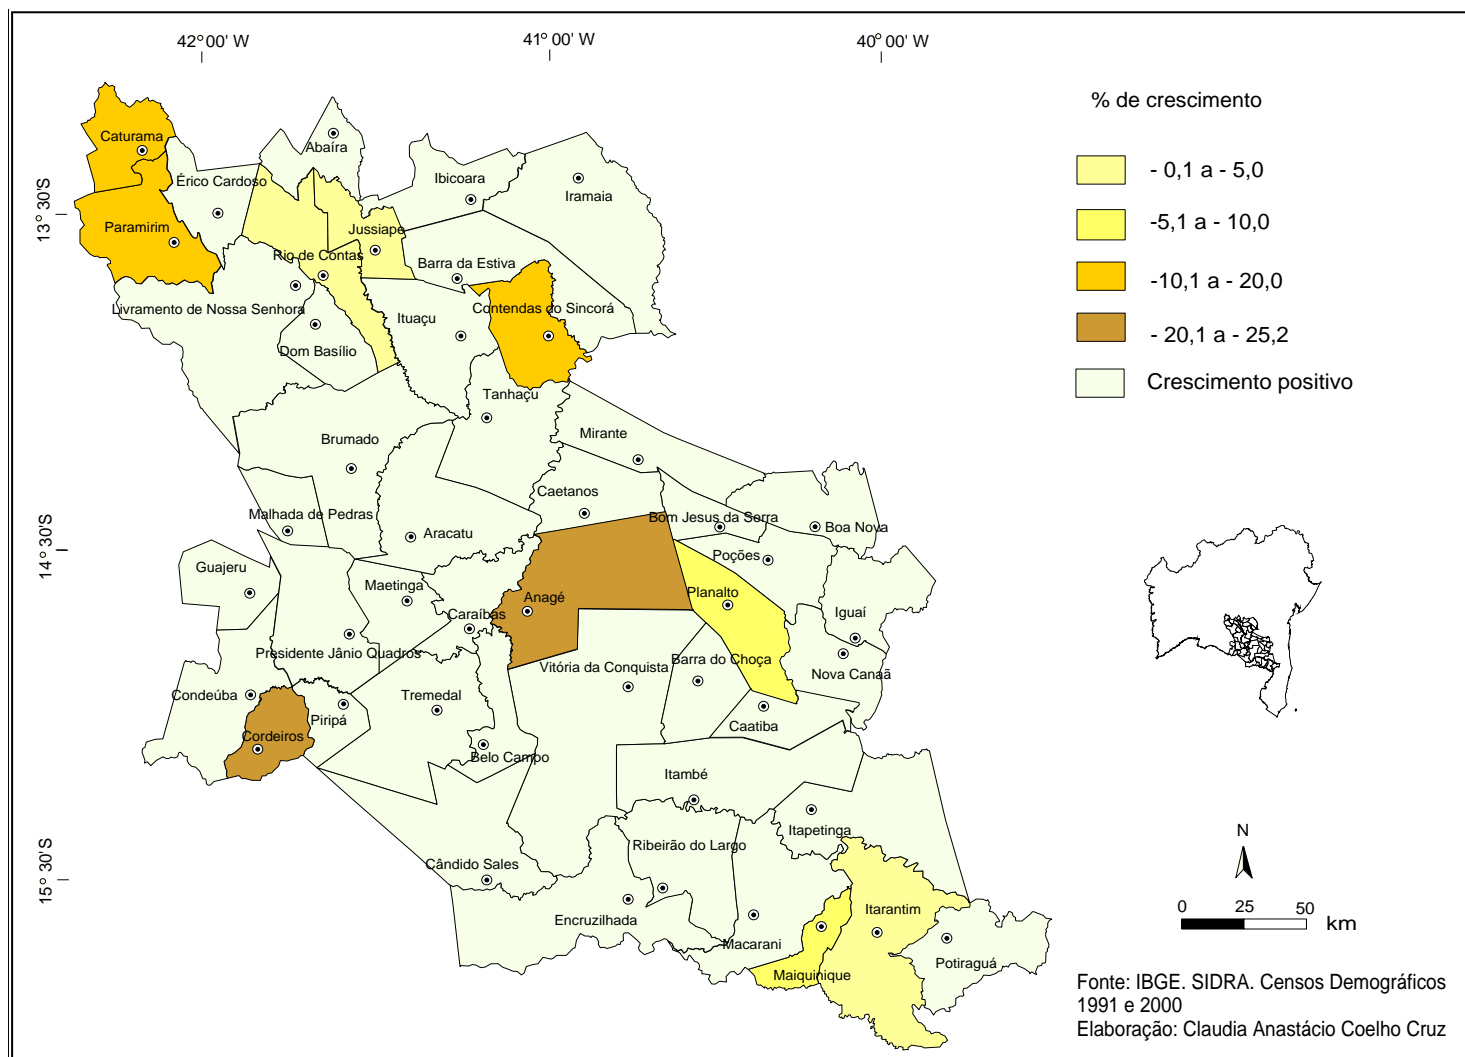 42° 00' W
41° 00' W
40° 00' W
13° 30'S
14° 30'S
15° 30'S
Caturama
Abaíra
Érico Cardoso
Ibicoara
Iramaia
Paramirim
Jussiape
Rio de Contas
Barra da Estiva
Livramento de Nossa Senhora
Ituaçu
Contendas do Sincorá
Dom Basílio
Tanhaçu
Brumado
Mirante
Caetanos
Malhada de Pedras
Aracatu
Bom Jesus da Serra
Boa Nova
Poções
Guajeru
Maetinga
Anagé
Planalto
Caraíbas
Iguaí
Presidente Jânio Quadros
Vitória da Conquista
Barra do Choça
Nova Canaã
Condeúba
Tremedal
Piripá
Caatiba
Cordeiros
Belo Campo
Itambé
Itapetinga
Ribeirão do Largo
Cândido Sales
Encruzilhada
Itarantim
Macarani
Potiraguá
Maiquinique
% de crescimento
- 0,1 a - 5,0
-5,1 a - 10,0
-10,1 a - 20,0
- 20,1 a - 25,2
Crescimento positivo
N
0 25 50 km
Fonte: IBGE. SIDRA. Censos Demográficos
1991 e 2000
Elaboração: Claudia Anastácio Coelho Cruz